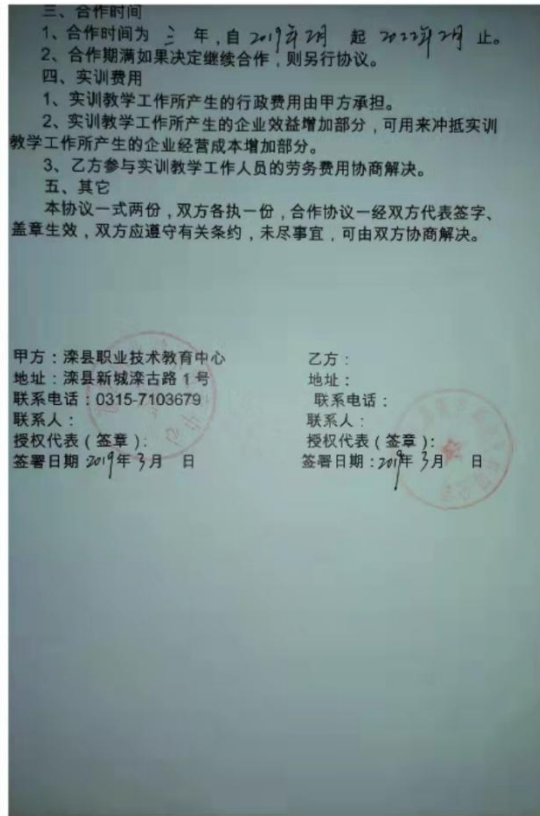 三、合作时间
1、合作时间为 三 年，自 2019年2月 起 2022年2月 止。
2、合作期满如果决定继续合作，则另行协议。
四、实训费用
1、实训教学工作所产生的行政费用由甲方承担。
2、实训教学工作所产生的企业效益增加部分，可用来冲抵实训
教学工作所产生的企业经营成本增加部分。
3、乙方参与实训教学工作人员的劳务费用协商解决。
五、其它
本协议一式两份，双方各执一份，合作协议一经双方代表签字、
盖章生效，双方应遵守有关条约，未尽事宜，可由双方协商解决。
甲方：滦县职业技术教育中心
地址：滦县新城滦古路1号
联系电话：0315-7103679
联系人：
授权代表（签章）：
签署日期 2019年3月 日
乙方：
地址：
联系电话：
联系人：
授权代表（签章）：
签署日期：2019年3月 日